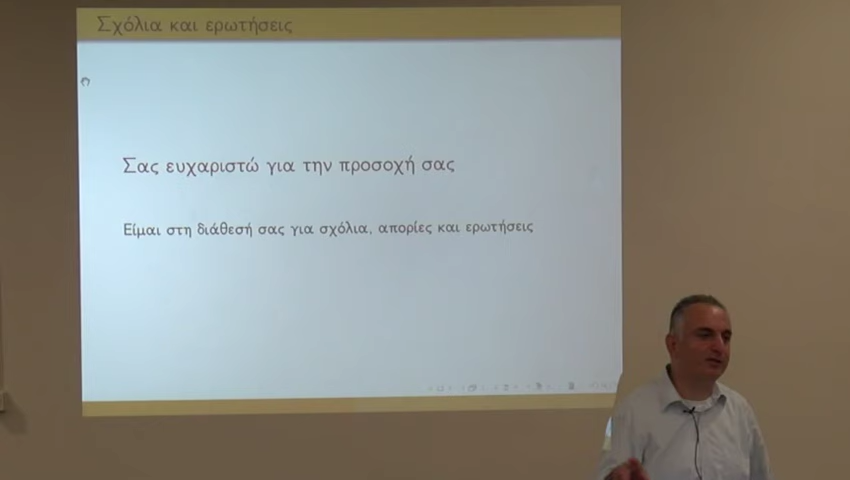 Σχόλια και ερωτήσεις
Σας ευχαριστώ για την προσοχή σας
Είμαι στη διάθεσή σας για σχόλια, απορίες και ερωτήσεις